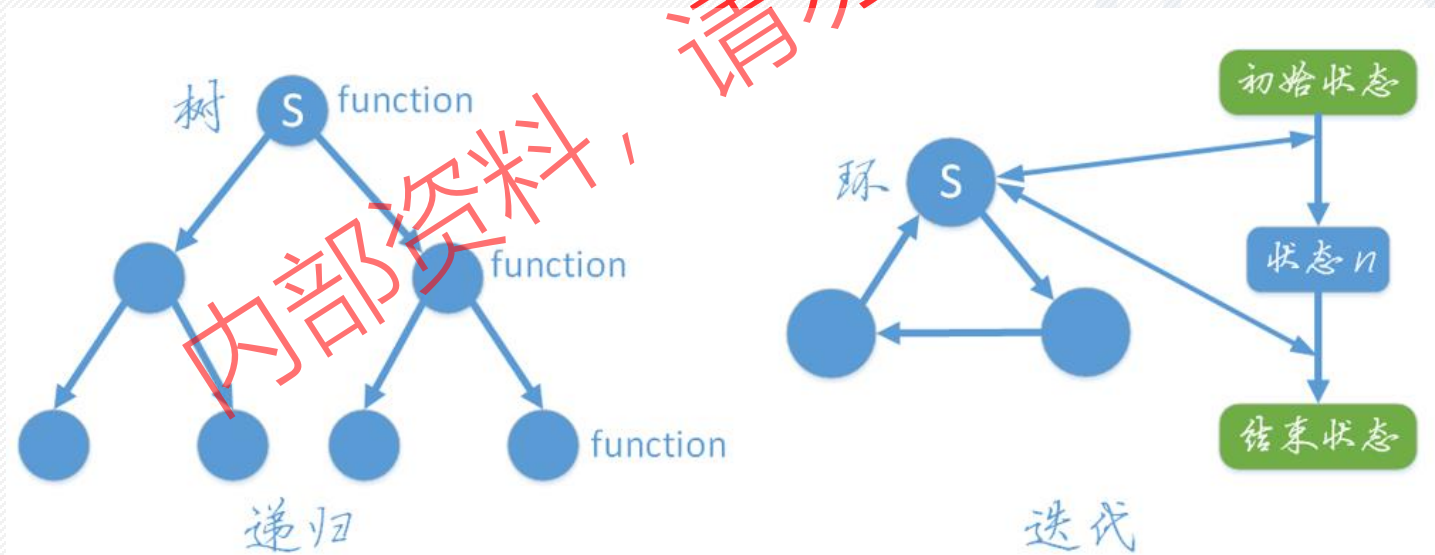 树
S
function
function
function
递归
环
S
初始状态
状态n
结束状态
迭代
内部资料，请